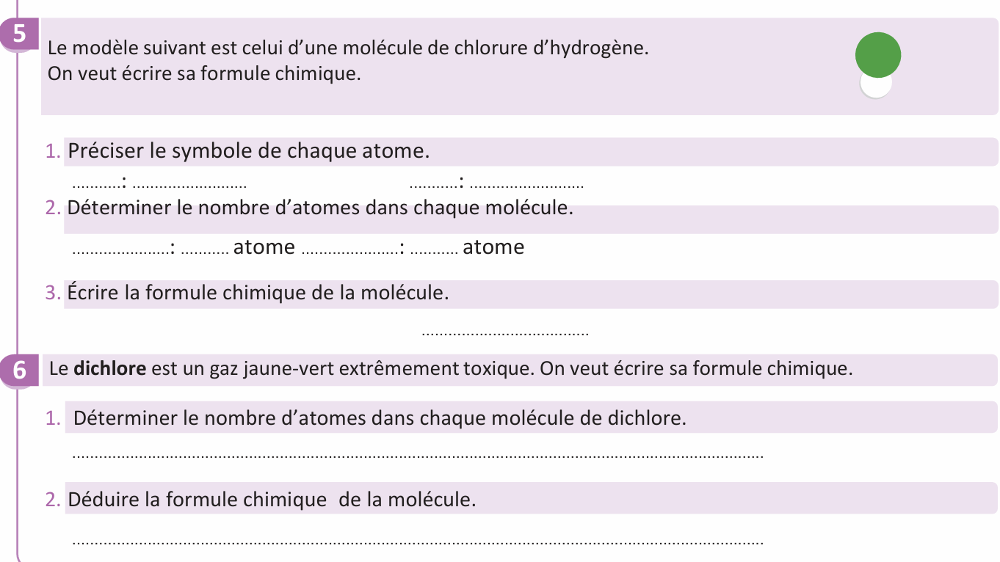 5
Le modèle suivant est celui d’une molécule de chlorure d’hydrogène.
On veut écrire sa formule chimique.
1. Préciser le symbole de chaque atome.
...........: .......................... ...........: ..........................
2. Déterminer le nombre d’atomes dans chaque molécule.
......................: ........... atome ......................: ........... atome
3. Écrire la formule chimique de la molécule.
......................................
6 Le dichlore est un gaz jaune-vert extrêmement toxique. On veut écrire sa formule chimique.
1. Déterminer le nombre d’atomes dans chaque molécule de dichlore.
.............................................................................................................................................................
2. Déduire la formule chimique de la molécule.
.............................................................................................................................................................